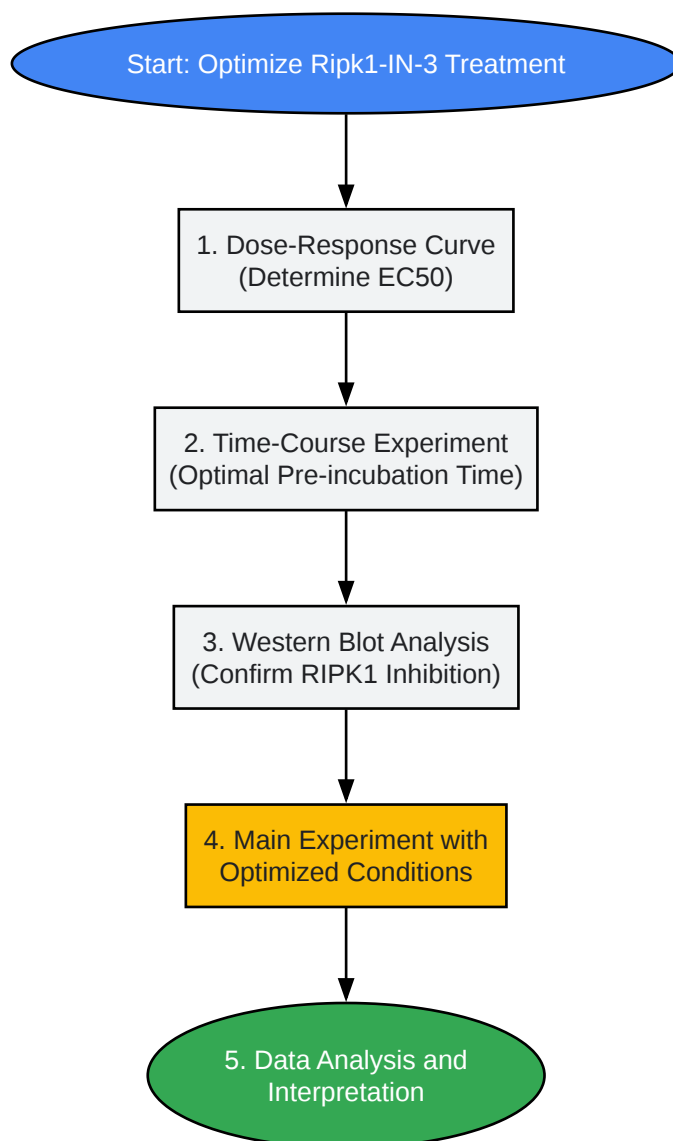 Start: Optimize Ripk1-IN-3 Treatment
1. Dose-Response Curve
(Determine EC50)
2. Time-Course Experiment
(Optimal Pre-incubation Time)
3. Western Blot Analysis
(Confirm RIPK1 Inhibition)
4. Main Experiment with
Optimized Conditions
5. Data Analysis and
Interpretation